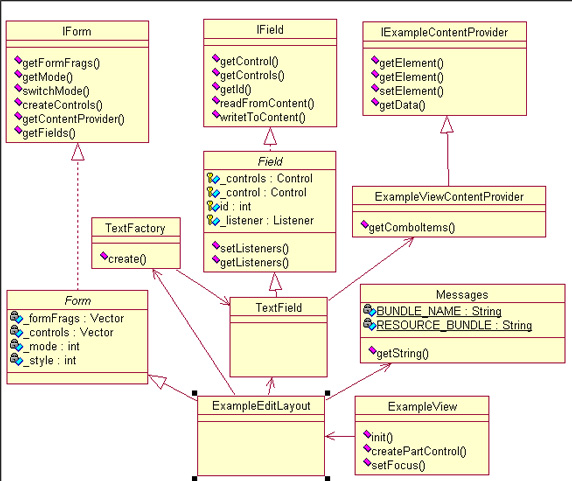 IForm
getFormFrags()
getMode()
switchMode()
createControls()
getContentProvider()
getFields()
IField
getControl()
getControls()
getId()
readFromContent()
writetToContent()
IExampleContentProvider
getElement()
getElement()
setElement()
getData()
Field
_controls : Control
_control : Control
id : int
_listener : Listener
setListeners()
getListeners()
ExampleViewContentProvider
getComboItems()
TextFactory
create()
Form
_formFrags : Vector
_controls : Vector
_mode : int
_style : int
TextField
Messages
BUNDLE_NAME : String
RESOURCE_BUNDLE : String
getString()
ExampleEditLayout
ExampleView
init()
createPartControl()
setFocus()